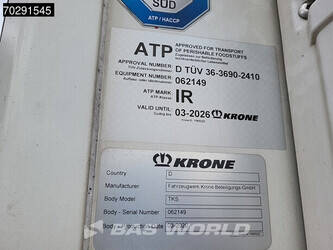 70291545
SÜD
ATP / HACCP
ATP APPROVED FOR TRANSPORT
OF PERISHABLE FOODSTUFFS
APPROVAL NUMBER D TÜV 36-3690-2410
EQUIPMENT NUMBER 062149
ATP MARK IR
VALID UNTIL 03-2026 KRONE
KRONE
Country D
Manufacturer Fahrzeugwerk Krone Beteiligungs-GmbH
Body Model TKS
Body - Serial Number 062149
Body
BAS WORLD